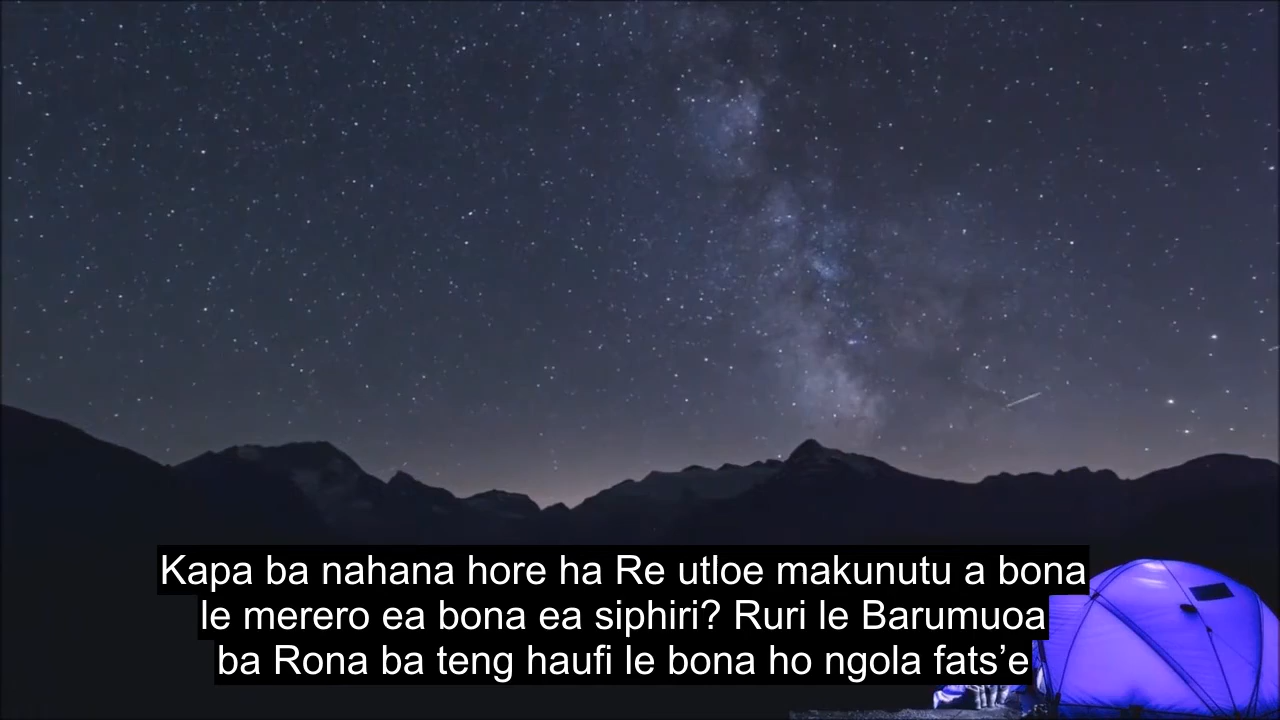 Kapa ba nahana hore ha Re utloe makunutu a bona
le merero ea bona ea siphiri? Ruri le Barumuoa
ba Rona ba teng haufi le bona ho ngola fats’e